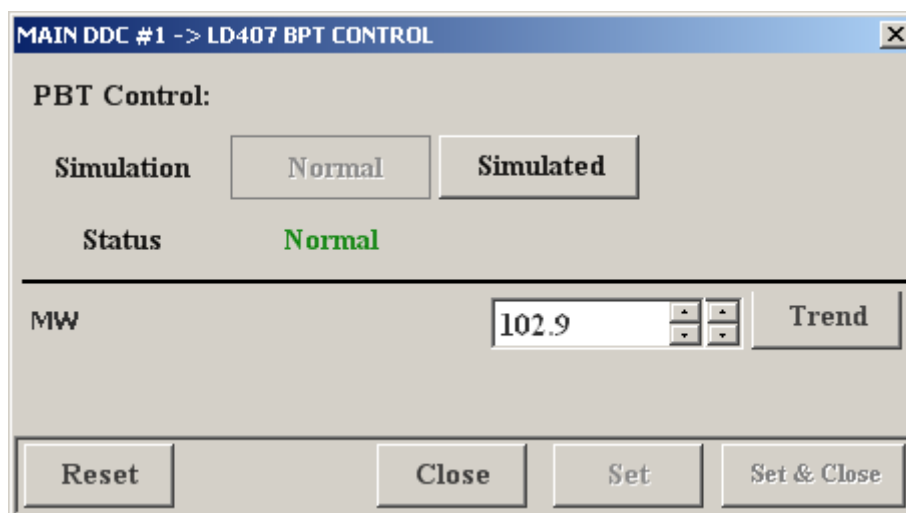 MAIN DDC #1 -> LD407 BPT CONTROL
PBT Control:
Simulation Normal Simulated
Status Normal
MW 102.9 Trend
Reset Close Set Set & Close